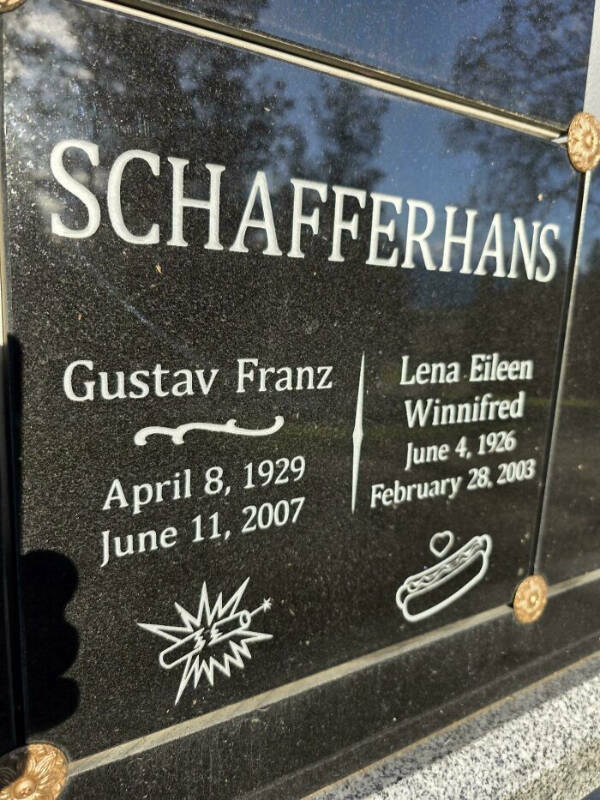 SCHAFFERHANS
Gustav Franz
April 8, 1929
June 11, 2007
Lena Eileen
Winnifred
June 4, 1926
February 28, 2003